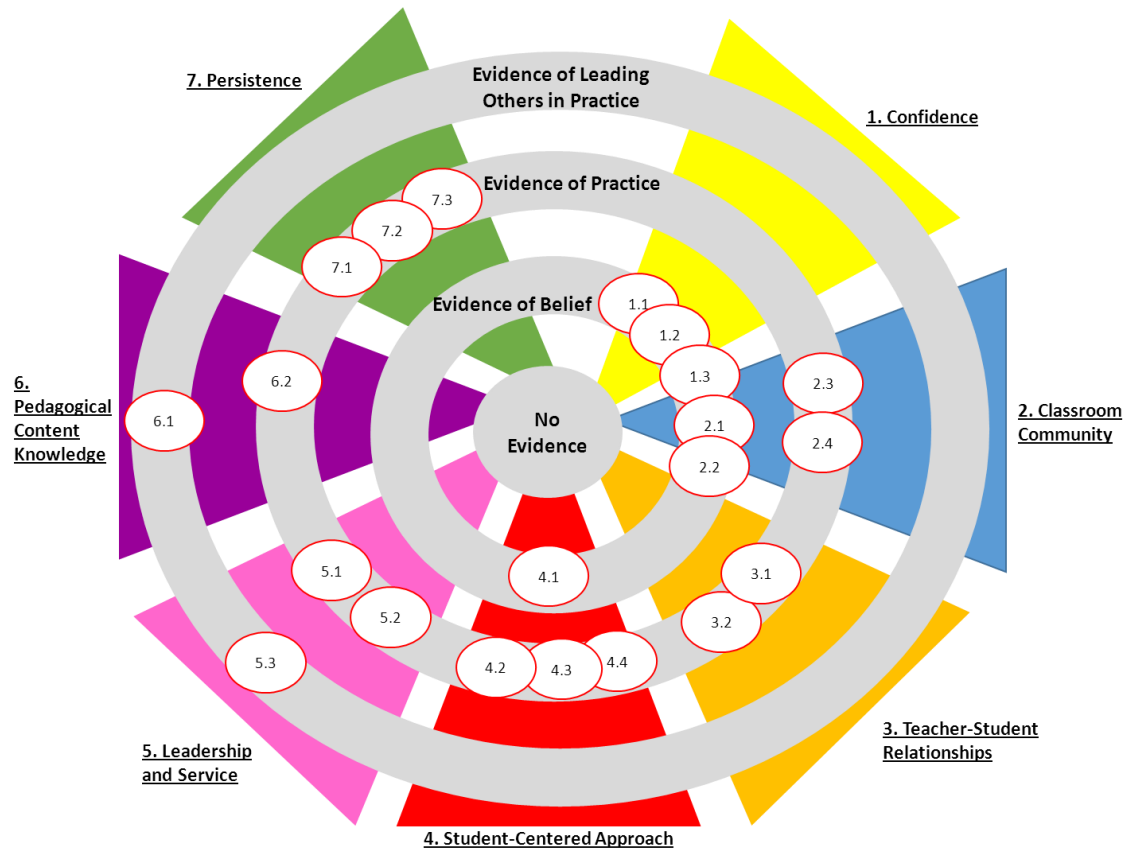 7. Persistence
Evidence of Leading
Others in Practice
1. Confidence
Evidence of Practice
7.3
7.2
7.1
Evidence of Belief
1.1
1.2
1.3
6.
Pedagogical
Content
Knowledge
6.1
6.2
No
Evidence
2.1
2.2
2.3
2.4
2. Classroom
Community
5.1
5.2
5.3
4.1
4.2
4.3
4.4
3.1
3.2
3. Teacher-Student
Relationships
5. Leadership
and Service
4. Student-Centered Approach